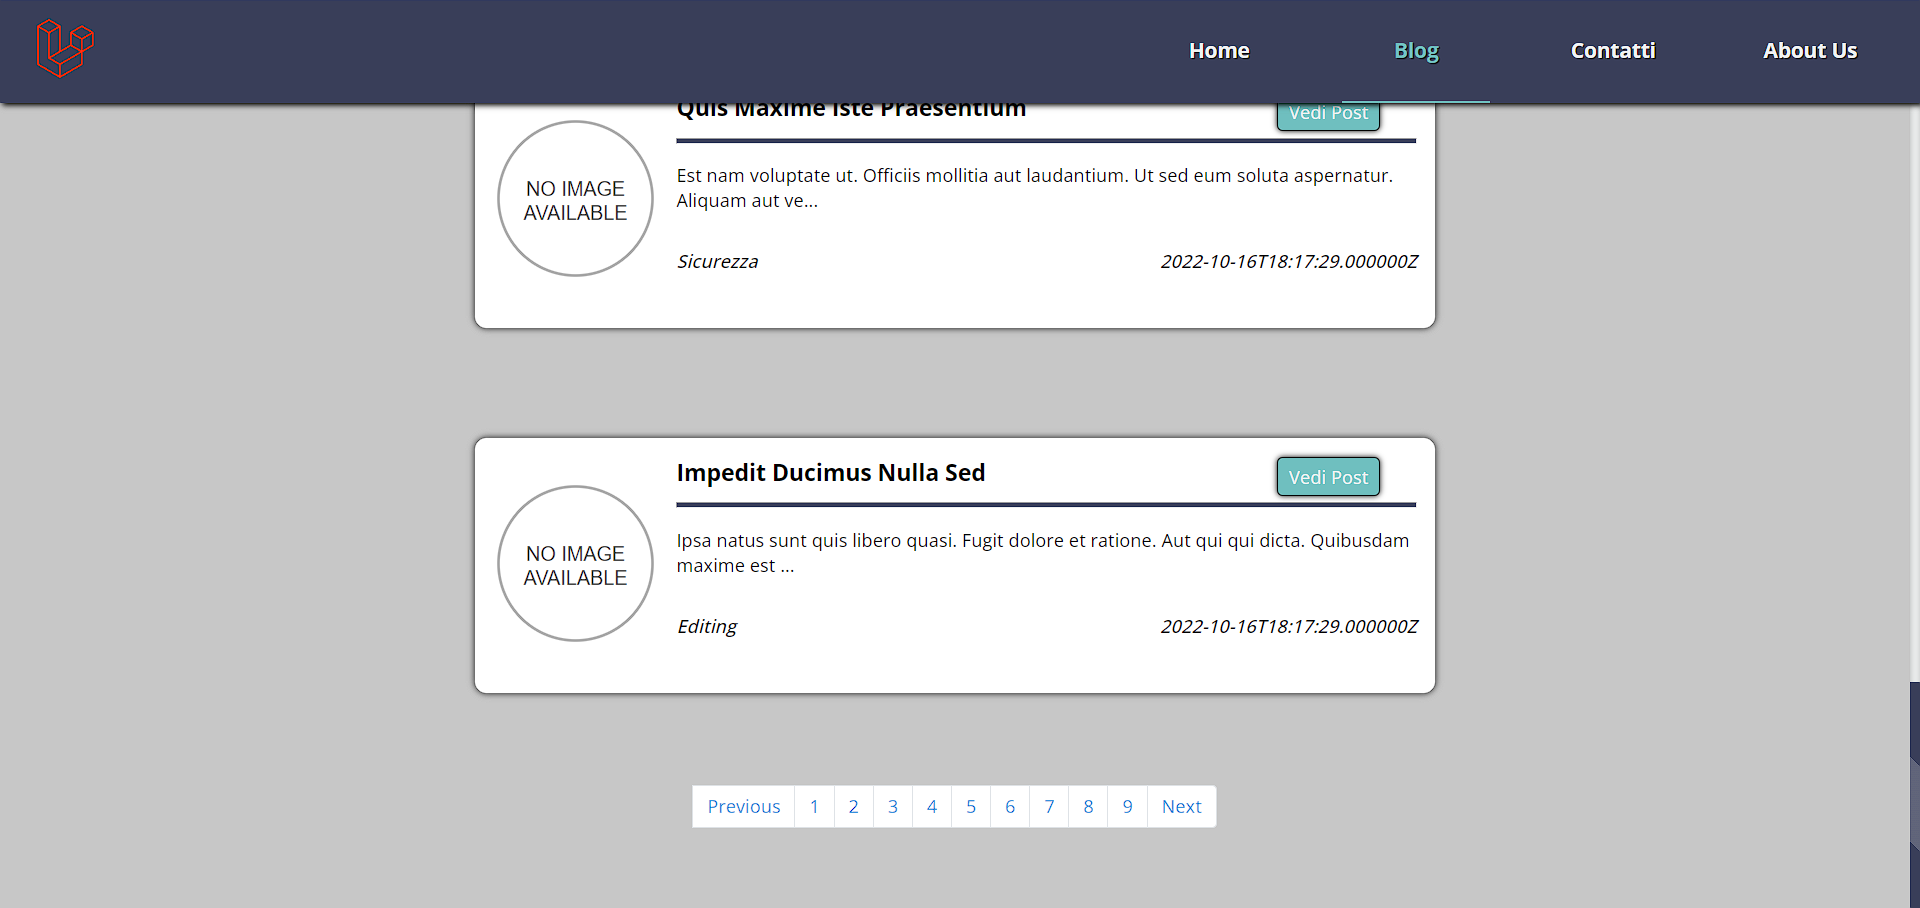 Home Blog Contatti About Us
Quis Maxime Iste Praesentium
Vedi Post
NO IMAGE
AVAILABLE
Est nam voluptate ut. Officiis mollitia aut laudantium. Ut sed eum soluta aspernatur.
Aliquam aut ve...
Sicurezza 2022-10-16T18:17:29.000000Z
Impedit Ducimus Nulla Sed
Vedi Post
NO IMAGE
AVAILABLE
Ipsa natus sunt quis libero quasi. Fugit dolore et ratione. Aut qui qui dicta. Quibusdam
maxime est ...
Editing 2022-10-16T18:17:29.000000Z
Previous 1 2 3 4 5 6 7 8 9 Next